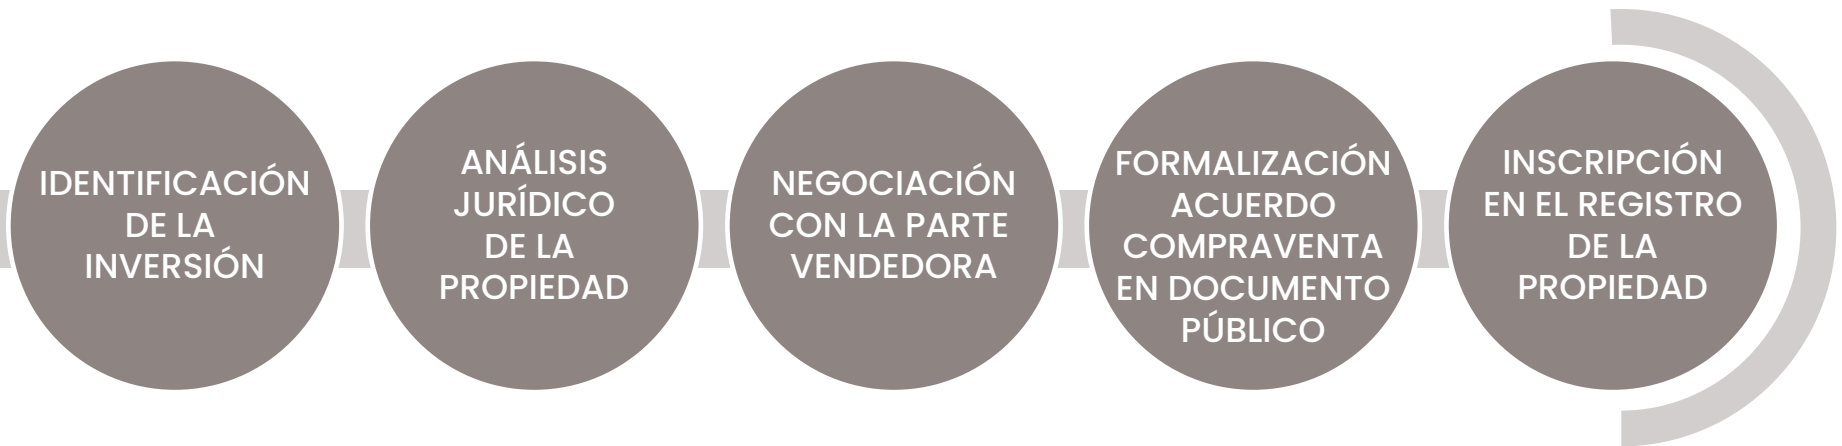 IDENTIFICACIÓN
DE LA
INVERSIÓN
ANÁLISIS
JURÍDICO
DE LA
PROPIEDAD
NEGOCIACIÓN
CON LA PARTE
VENDEDORA
FORMALIZACIÓN
ACUERDO
COMPRAVENTA
EN DOCUMENTO
PÚBLICO
INSCRIPCIÓN
EN EL REGISTRO
DE LA
PROPIEDAD